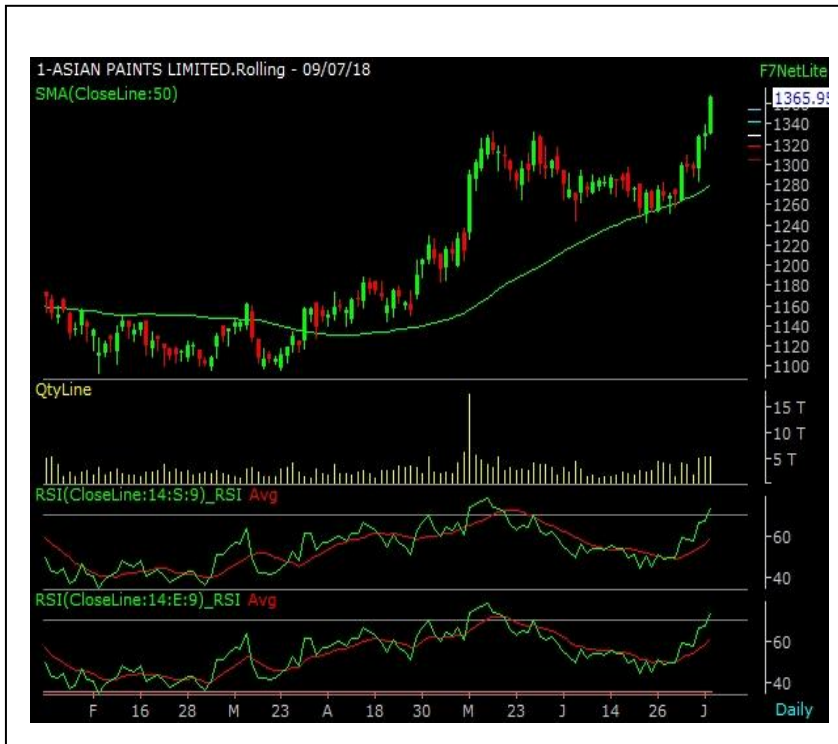 1-ASIAN PAINTS LIMITED.Rolling - 09/07/18
F7NetLite
SMA(CloseLine:50)
1365.95
1340
1320
1300
1280
1260
1240
1220
1200
1180
1160
1140
1120
1100
QtyLine
15 T
10 T
5 T
RSI(CloseLine:14:S:9)_RSI Avg
60
40
RSI(CloseLine:14:E:9)_RSI Avg
60
40
F 16 28 M 23 A 18 30 M 23 J 14 26 J Daily